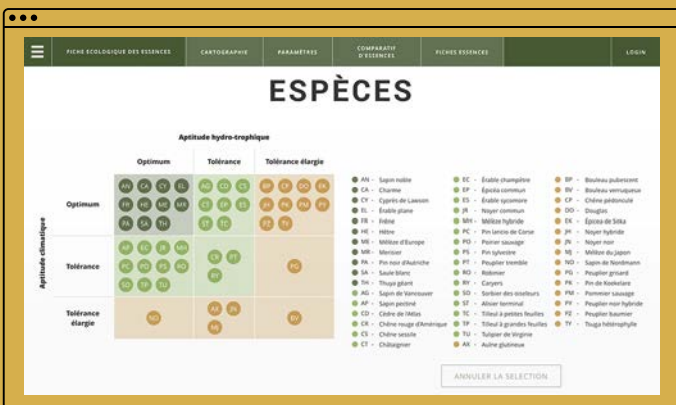 FICHE ECOLOGIQUE DES ESSENCES CARTOGRAPHIE PARAMÈTRES COMPARATIF D'ESSENCES FICHES ESSENCES LOGIN
ESPÈCES
Aptitude hydro-trophique
Optimum Tolérance Tolérance élargie
Aptitude climatique
Optimum
AN CA CY EL
FR HE ME MR
PA SA TH
AG CD CS
CT EP ES
ST TC
BP CP DO EK
JH PK PM PY
PZ TY
Tolérance
AP EC JR MH
PC PO PS RO
SO TP TU
CR PT
RY
PG
Tolérance élargie
ND
AK JN
NJ
BV
AN - Sapin noble
CA - Charme
CY - Cyprès de Lawson
EL - Érable plane
FR - Frêne
HE - Hêtre
ME - Mélèze d'Europe
MR - Merisier
PA - Pin noir d'Autriche
SA - Saule blanc
TH - Thuya géant
AG - Sapin de Vancouver
AP - Sapin pectiné
CD - Cèdre de l'Atlas
CR - Chêne rouge d'Amérique
CS - Chêne sessile
CT - Châtaignier
EC - Érable champêtre
EP - Épicéa commun
ES - Érable sycomore
JR - Noyer commun
MH - Mélèze hybride
PC - Pin laricio de Corse
PO - Poirier sauvage
PS - Pin sylvestre
PT - Peuplier tremble
RO - Robinier
RY - Caryers
SO - Sorbier des oiseleurs
ST - Alisier torminal
TC - Tilleul à petites feuilles
TP - Tilleul à grandes feuilles
TU - Tulipier de Virginie
AK - Aulne glutineux
BP - Bouleau pubescent
BV - Bouleau verruqueux
CP - Chêne pédonculé
DO - Douglas
EK - Épicéa de Sitka
JH - Noyer hybride
JN - Noyer noir
NJ - Mélèze du Japon
ND - Sapin de Nordmann
PG - Peuplier grisard
PK - Pin de Koekelare
PM - Pommier sauvage
PY - Peuplier noir hybride
PZ - Peuplier baumier
TY - Tsuga hétérophylle
ANNULER LA SELECTION